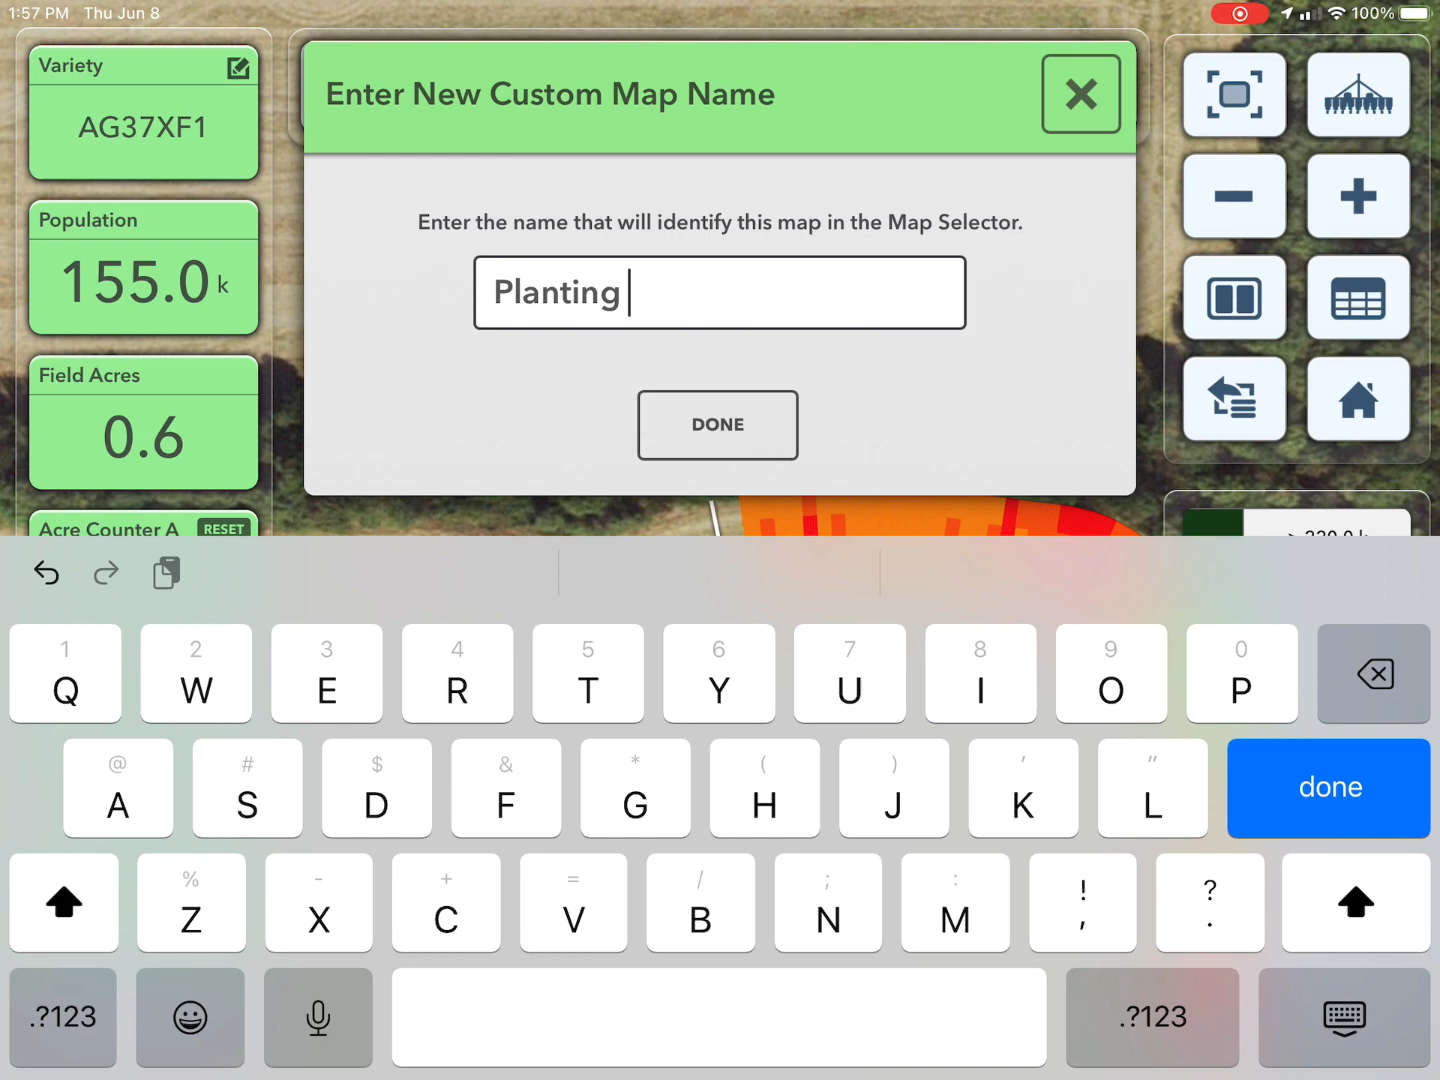 1:57 PM Thu Jun 8
100%
Variety
AG37XF1
Population
155.0 k
Field Acres
0.6
Acre Counter A RESET
Enter New Custom Map Name
Enter the name that will identify this map in the Map Selector.
Planting
DONE
1 2 3 4 5 6 7 8 9 0
Q W E R T Y U I O P
@ # $ & * ( ) ' "
A S D F G H J K L done
% - + = / ; : ! ?
Z X C V B N M , .
.?123 .?123